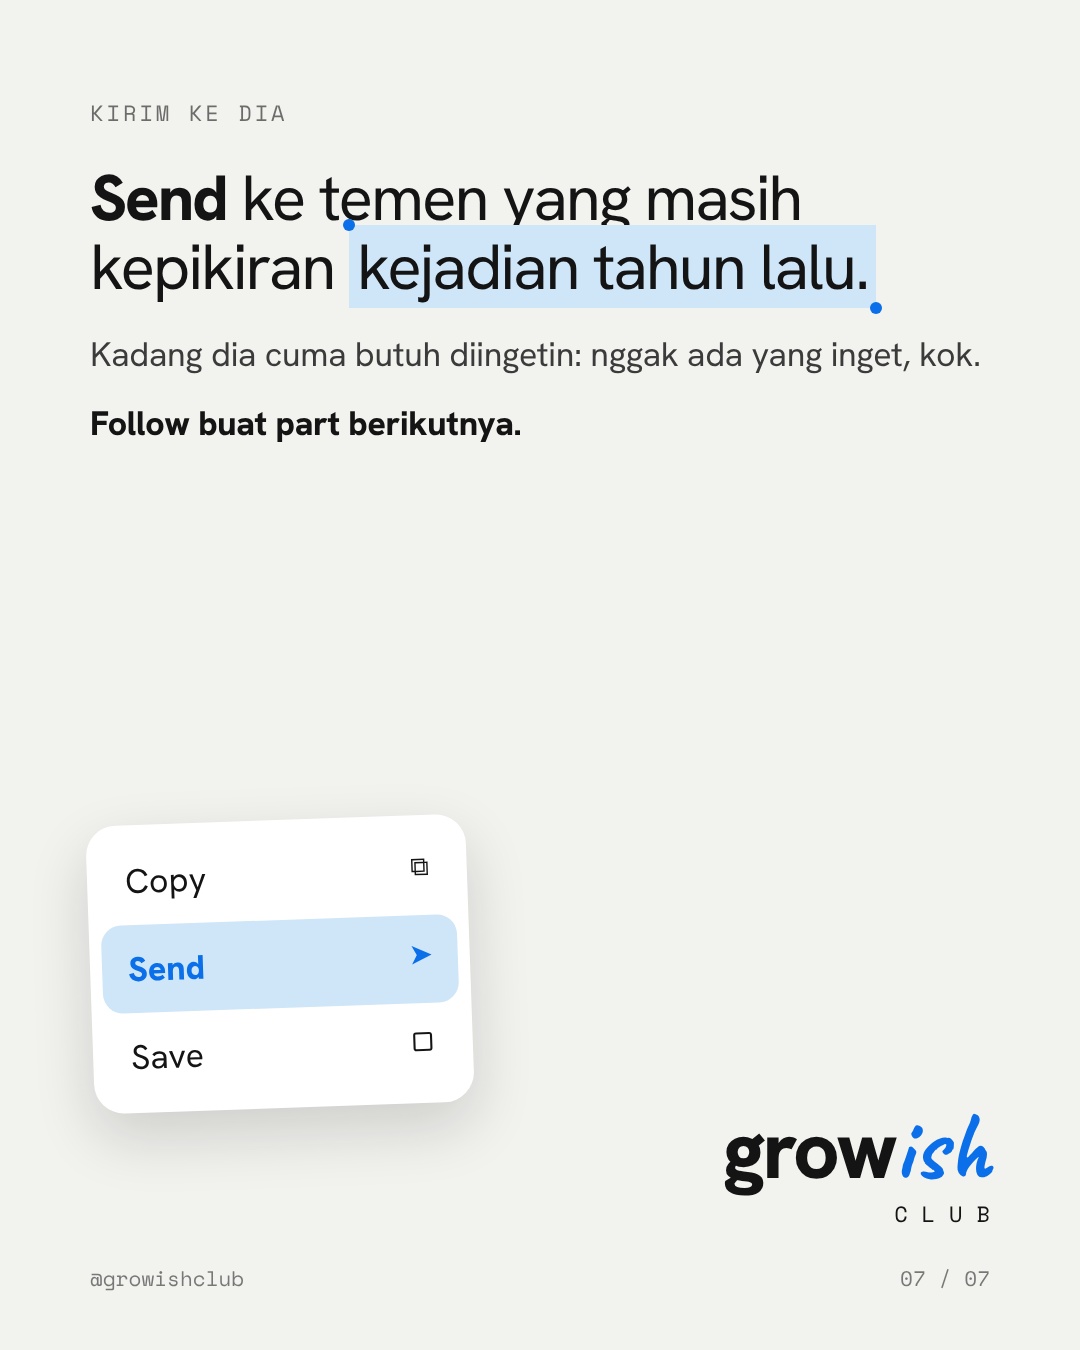 KIRIM KE DIA
Send ke temen yang masih
kepikiran kejadian tahun lalu.
Kadang dia cuma butuh diingetin: nggak ada yang inget, kok.
Follow buat part berikutnya.
Copy
Send
Save
growish
CLUB
@growishclub
07 / 07